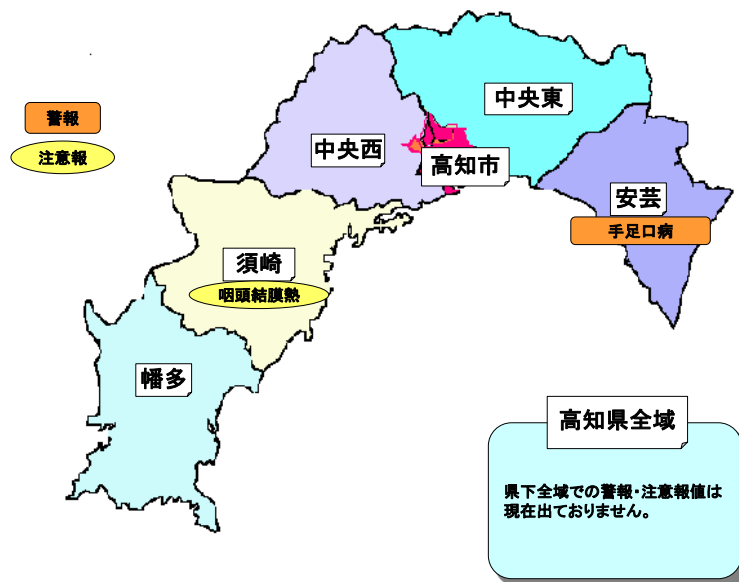 警報
注意報
中央東
中央西
高知市
安芸
手足口病
須崎
咽頭結膜熱
幡多
高知県全域
県下全域での警報・注意報値は
現在出ておりません。